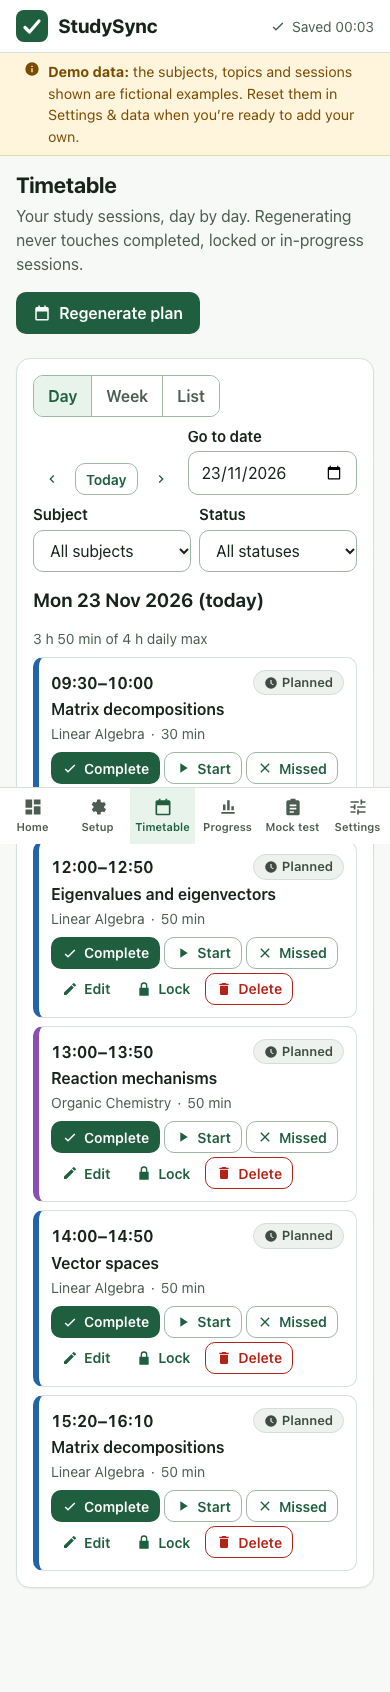 StudySync
Saved 00:03
Demo data: the subjects, topics and sessions
shown are fictional examples. Reset them in
Settings & data when you’re ready to add your
own.
Timetable
Your study sessions, day by day. Regenerating
never touches completed, locked or in-progress
sessions.
Regenerate plan
Day Week List
Go to date
Today
23/11/2026
Subject Status
All subjects All statuses
Mon 23 Nov 2026 (today)
3 h 50 min of 4 h daily max
09:30–10:00 Planned
Matrix decompositions
Linear Algebra · 30 min
Complete Start Missed
Home Setup Timetable Progress Mock test Settings
12:00–12:50 Planned
Eigenvalues and eigenvectors
Linear Algebra · 50 min
Complete Start Missed
Edit Lock Delete
13:00–13:50 Planned
Reaction mechanisms
Organic Chemistry · 50 min
Complete Start Missed
Edit Lock Delete
14:00–14:50 Planned
Vector spaces
Linear Algebra · 50 min
Complete Start Missed
Edit Lock Delete
15:20–16:10 Planned
Matrix decompositions
Linear Algebra · 50 min
Complete Start Missed
Edit Lock Delete